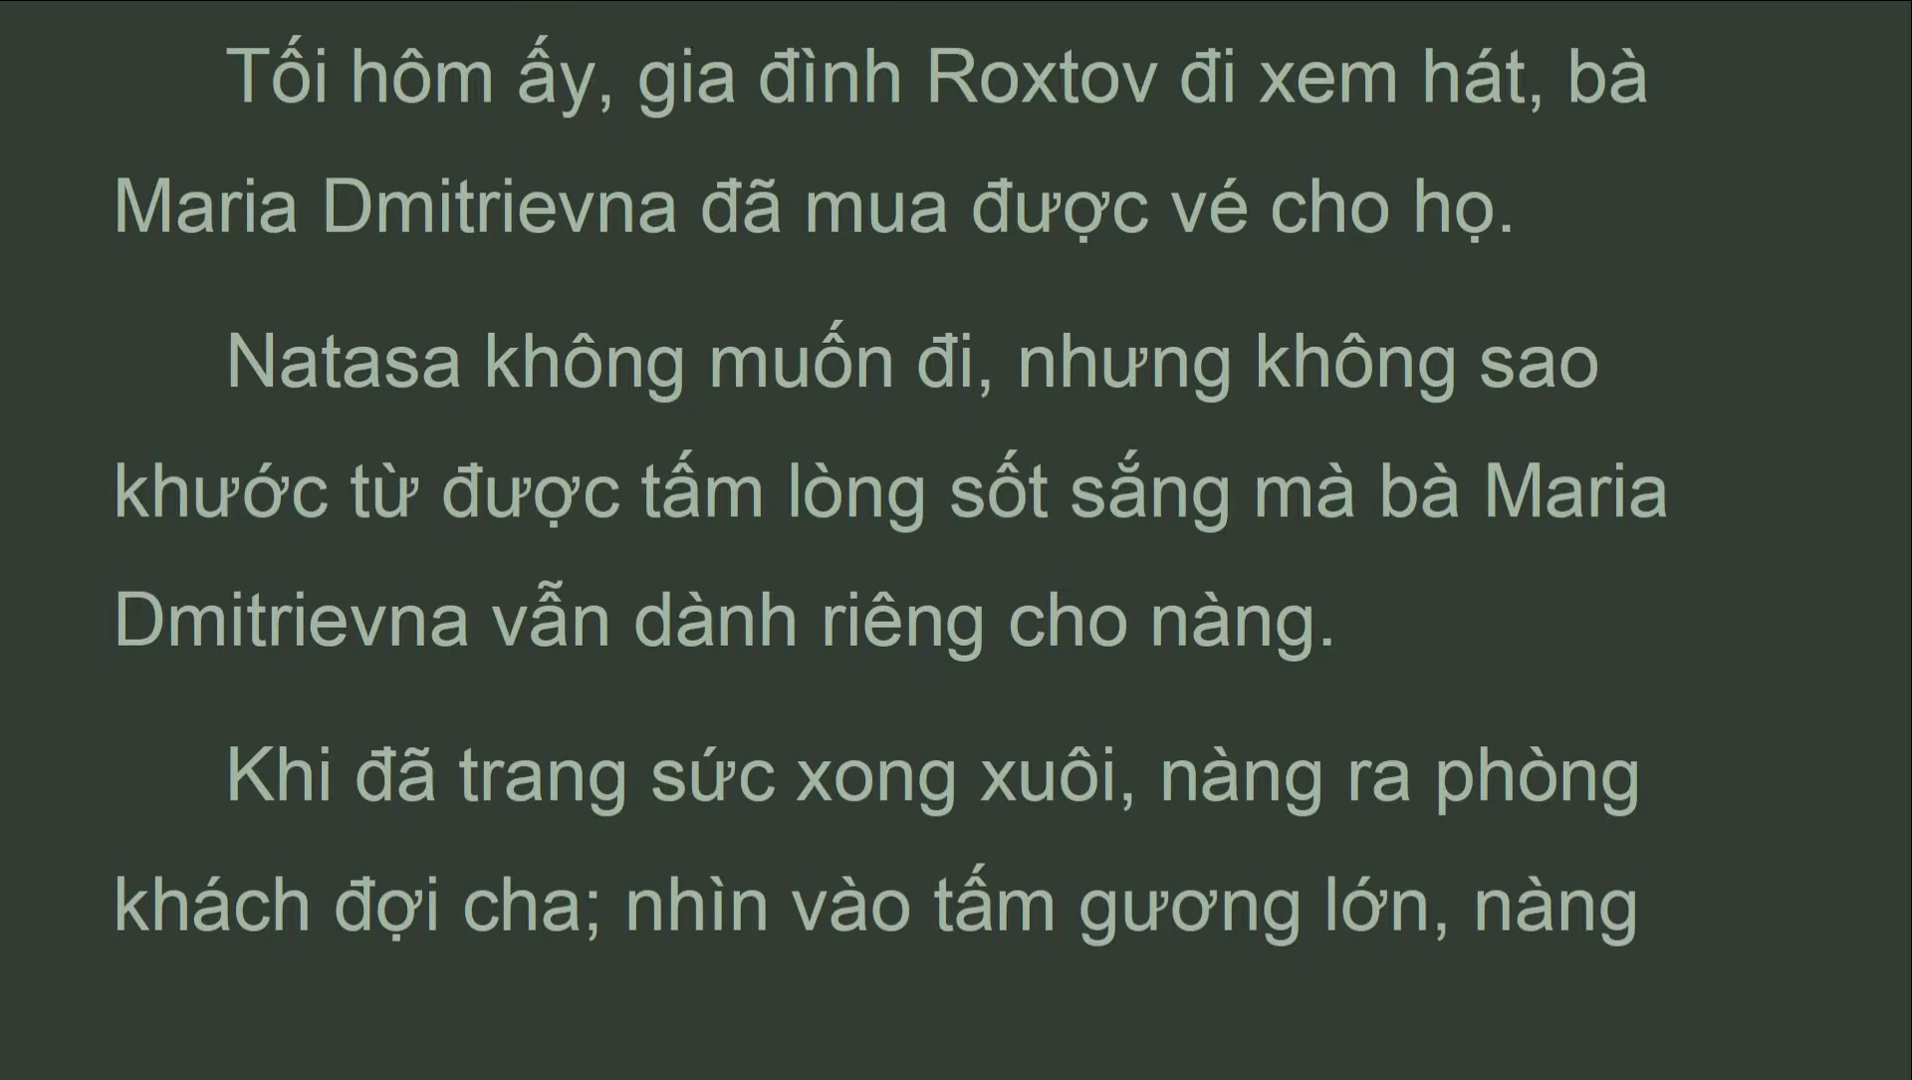 Tối hôm ấy, gia đình Roxtov đi xem hát, bà
Maria Dmitrievna đã mua được vé cho họ.
Natasa không muốn đi, nhưng không sao
khước từ được tấm lòng sốt sắng mà bà Maria
Dmitrievna vẫn dành riêng cho nàng.
Khi đã trang sức xong xuôi, nàng ra phòng
khách đợi cha; nhìn vào tấm gương lớn, nàng